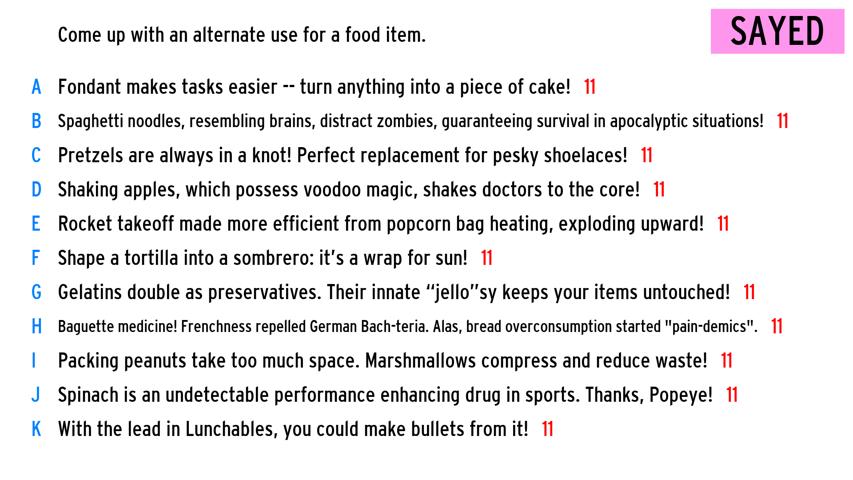 Come up with an alternate use for a food item.
SAYED
A Fondant makes tasks easier -- turn anything into a piece of cake! 11
B Spaghetti noodles, resembling brains, distract zombies, guaranteeing survival in apocalyptic situations! 11
C Pretzels are always in a knot! Perfect replacement for pesky shoelaces! 11
D Shaking apples, which possess voodoo magic, shakes doctors to the core! 11
E Rocket takeoff made more efficient from popcorn bag heating, exploding upward! 11
F Shape a tortilla into a sombrero: it's a wrap for sun! 11
G Gelatins double as preservatives. Their innate “jello”sy keeps your items untouched! 11
H Baguette medicine! Frenchness repelled German Bach-teria. Alas, bread overconsumption started "pain-demics". 11
I Packing peanuts take too much space. Marshmallows compress and reduce waste! 11
J Spinach is an undetectable performance enhancing drug in sports. Thanks, Popeye! 11
K With the lead in Lunchables, you could make bullets from it! 11